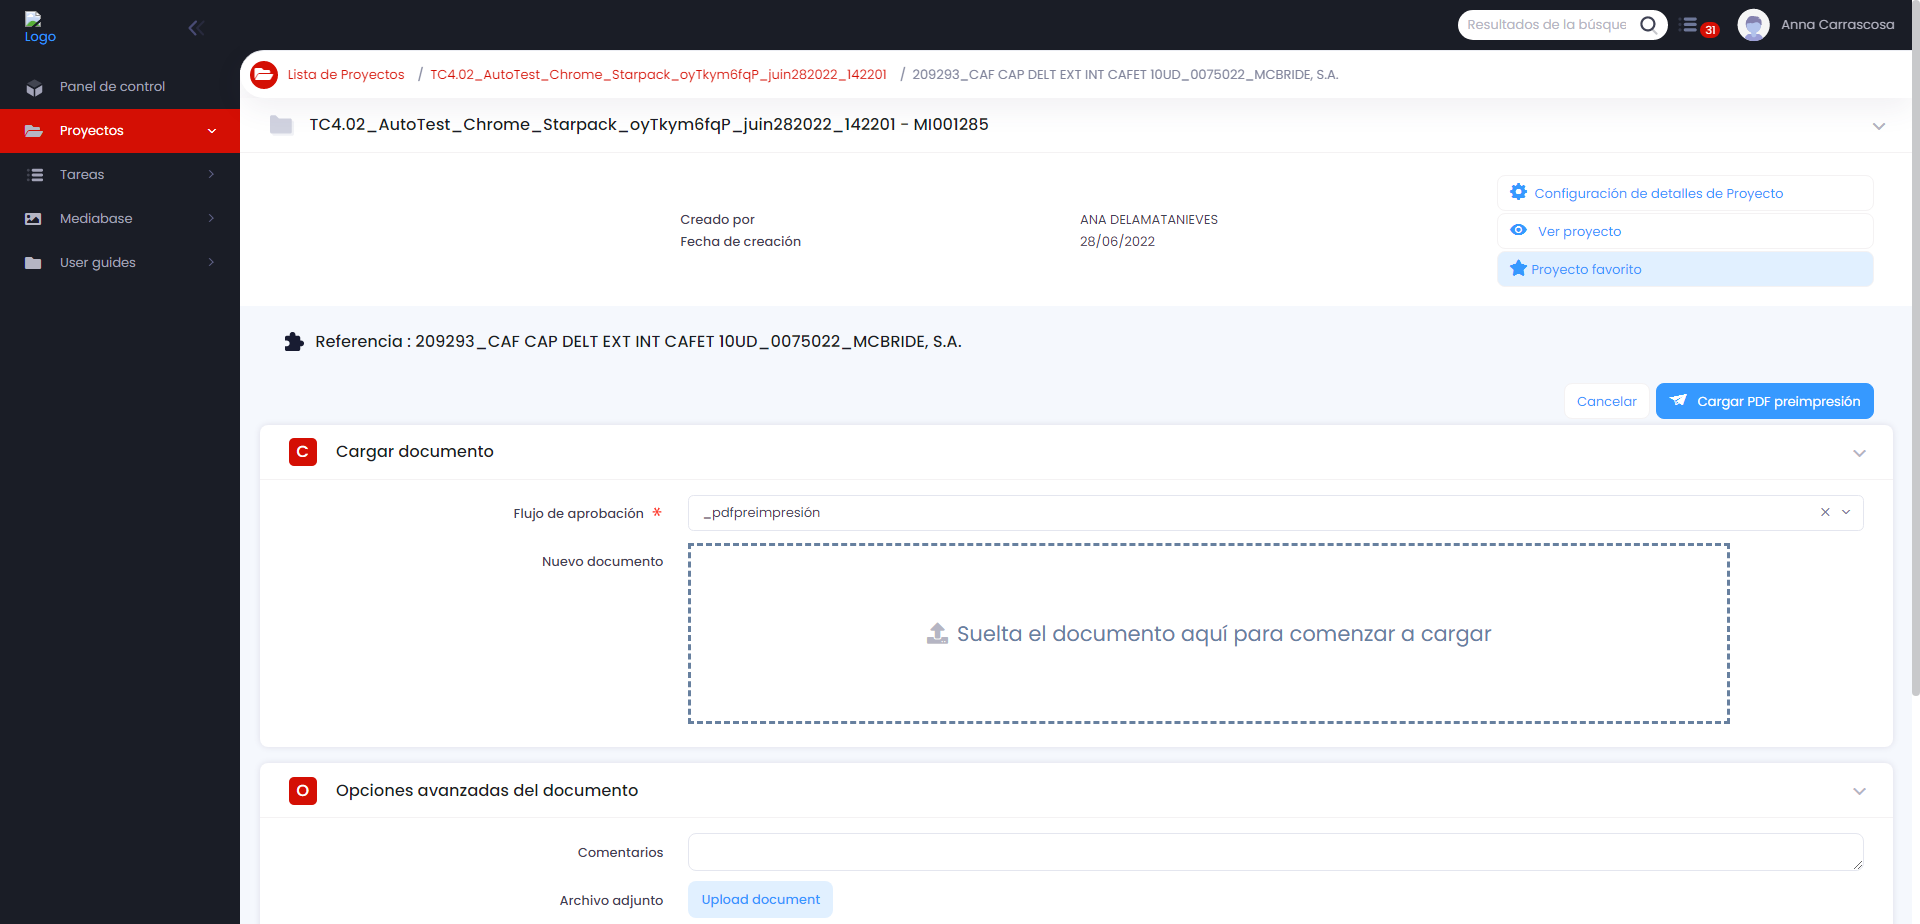 Logo
Resultados de la búsque
31
Anna Carrascosa
Panel de control
Proyectos
Tareas
Mediabase
User guides
Lista de Proyectos / TC4.02_AutoTest_Chrome_Starpack_oyTkym6fqP_juin282022_142201 / 209293_CAF CAP DELT EXT INT CAFET 10UD_0075022_MCBRIDE, S.A.
TC4.02_AutoTest_Chrome_Starpack_oyTkym6fqP_juin282022_142201 - MI001285
Creado por ANA DELAMATANIEVES
Fecha de creación 28/06/2022
Configuración de detalles de Proyecto
Ver proyecto
Proyecto favorito
Referencia : 209293_CAF CAP DELT EXT INT CAFET 10UD_0075022_MCBRIDE, S.A.
Cancelar
Cargar PDF preimpresión
C Cargar documento
Flujo de aprobación * _pdfpreimpresión
Nuevo documento
Suelta el documento aquí para comenzar a cargar
O Opciones avanzadas del documento
Comentarios
Archivo adjunto Upload document